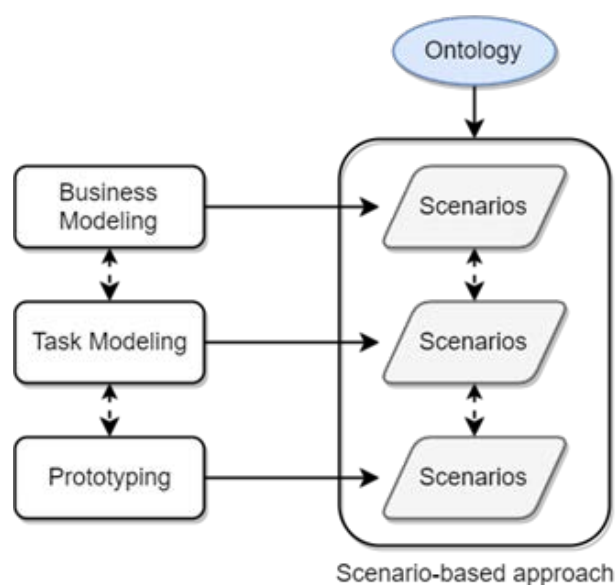 Ontology
Business
Modeling
Scenarios
Task Modeling
Scenarios
Prototyping
Scenarios
Scenario-based approach